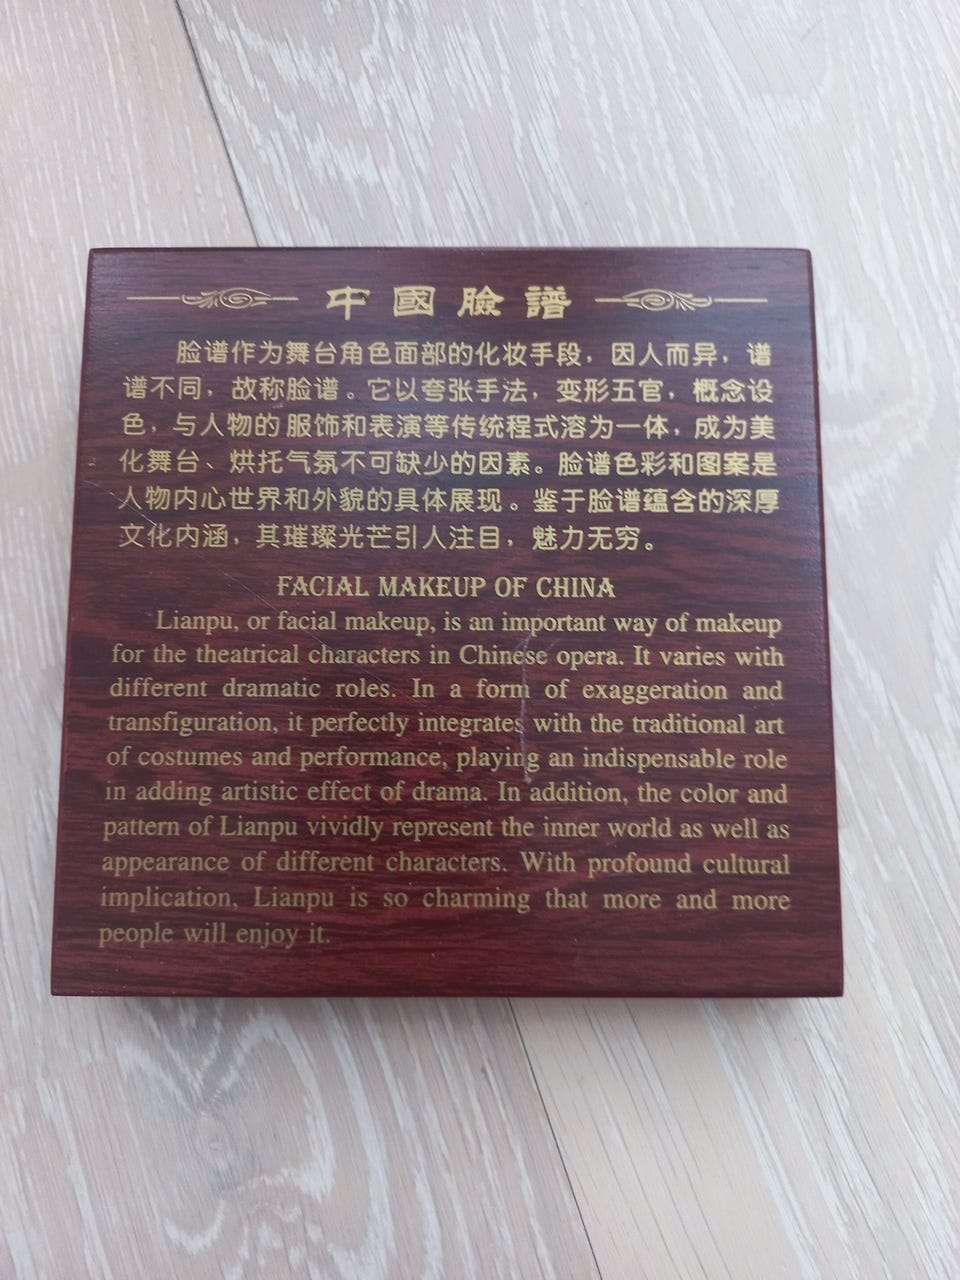 中國臉譜
脸谱作为舞台角色面部的化妆手段，因人而异，谱
谱不同，故称脸谱。它以夸张手法，变形五官，概念设
色，与人物的服饰和表演等传统程式溶为一体，成为美
化舞台、烘托气氛不可缺少的因素。脸谱色彩和图案是
人物内心世界和外貌的具体展现。鉴于脸谱蕴含的深厚
文化内涵，其璀璨光芒引人注目，魅力无穷。
FACIAL MAKEUP OF CHINA
Lianpu, or facial makeup, is an important way of makeup
for the theatrical characters in Chinese opera. It varies with
different dramatic roles. In a form of exaggeration and
transfiguration, it perfectly integrates with the traditional art
of costumes and performance, playing an indispensable role
in adding artistic effect of drama. In addition, the color and
pattern of Lianpu vividly represent the inner world as well as
appearance of different characters. With profound cultural
implication, Lianpu is so charming that more and more
people will enjoy it.